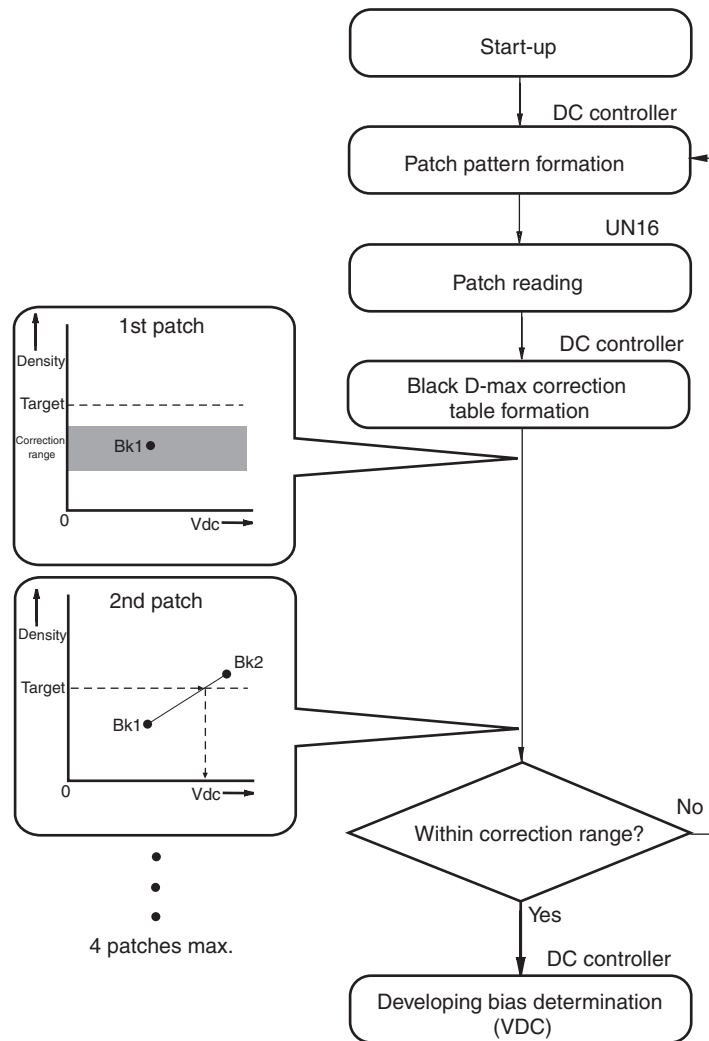 Start-up
DC controller
Patch pattern formation
UN16
Patch reading
DC controller
Black D-max correction
table formation
1st patch
Density
Target
Correction
range
Bk1
0
Vdc
2nd patch
Density
Target
Bk2
Bk1
0
Vdc
4 patches max.
Within correction range?
No
Yes
DC controller
Developing bias determination
(VDC)